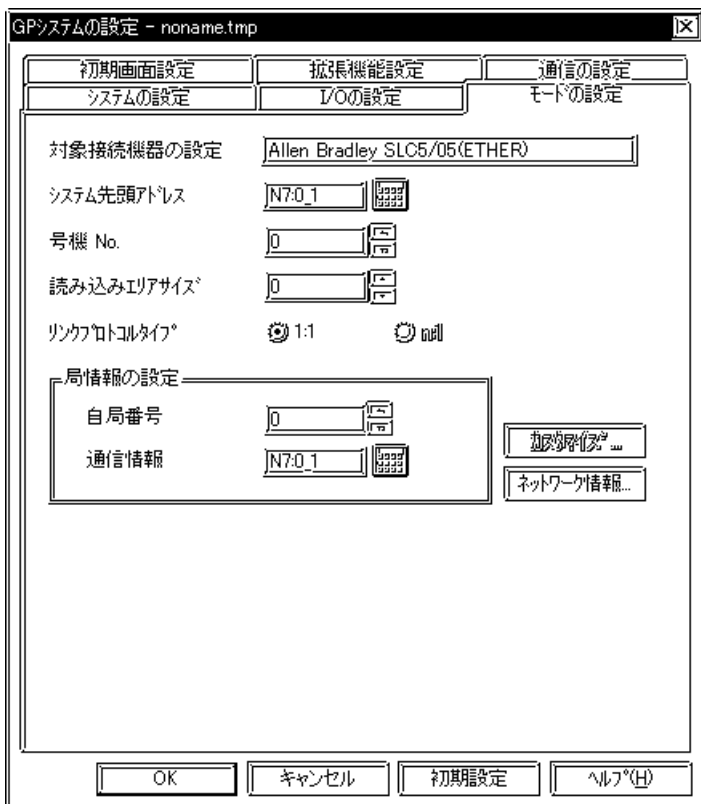 GPシステムの設定 - noname.tmp
初期画面設定 拡張機能設定 通信の設定
システムの設定 I/Oの設定 モードの設定
対象接続機器の設定 Allen Bradley SLC5/05(ETHER)
システム先頭アドレス N7:0_1
号機 No. 0
読み込みエリアサイズ 0
リンクプロトコルタイプ 1:1 null
局情報の設定
自局番号 0
通信情報 N7:0_1
カスタマイズ...
ネットワーク情報...
OK キャンセル 初期設定 ヘルプ(H)